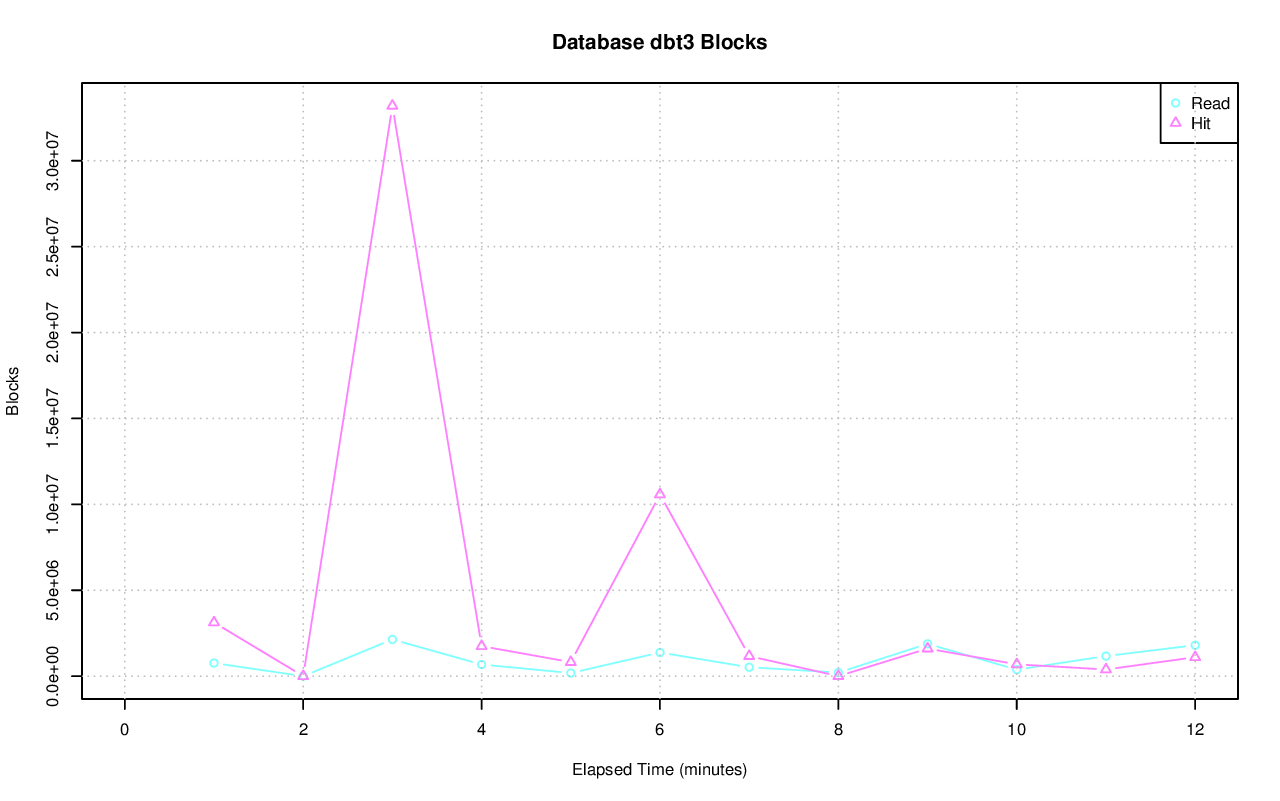 Database dbt3 Blocks
Read
Hit
Blocks
3.0e+07
2.5e+07
2.0e+07
1.5e+07
1.0e+07
5.0e+06
0.0e+00
0 2 4 6 8 10 12
Elapsed Time (minutes)